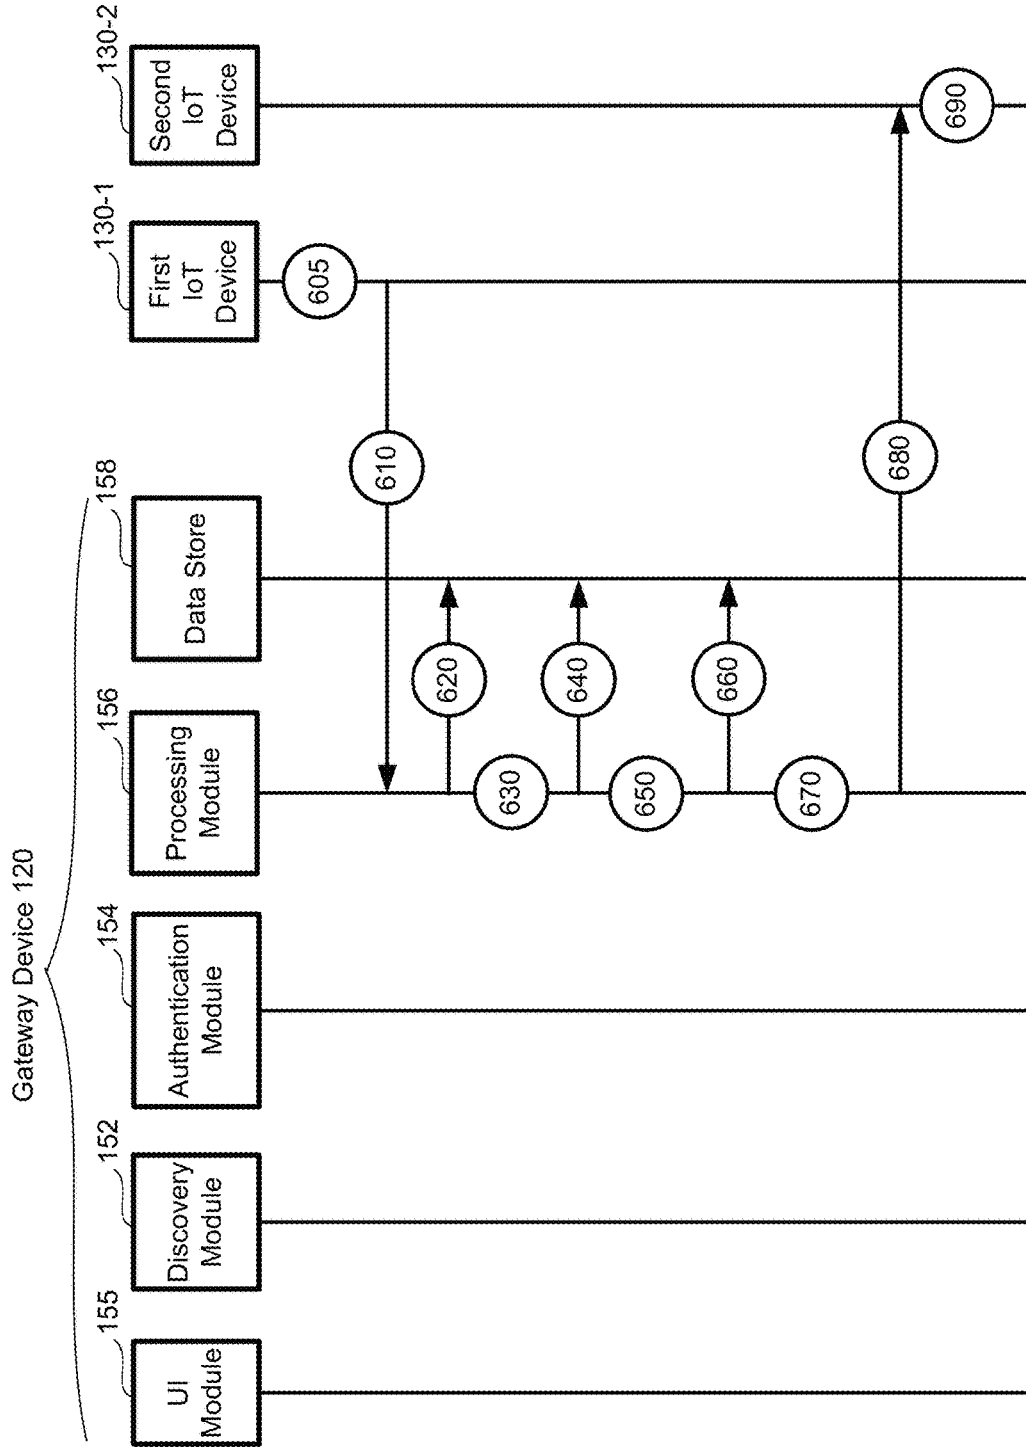 Gateway Device 120
155
152
154
156
158
130-1
130-2
UI
Module
Discovery
Module
Authentication
Module
Processing
Module
Data Store
First
IoT
Device
Second
IoT
Device
605
610
620
630
640
650
660
670
680
690